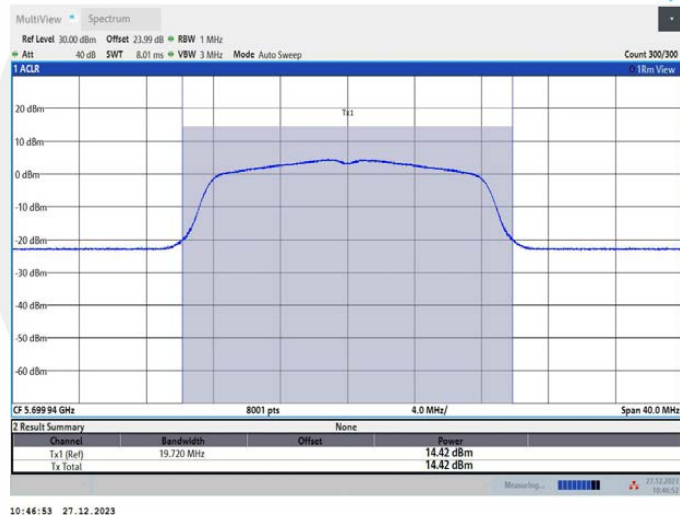 MultiView Spectrum
Ref Level 30.00 dBm Offset 23.99 dB RBW 1 MHz
Att 40 dB SWT 8.01 ms VBW 3 MHz Mode Auto Sweep Count 300/300
1 ACLR 1Rm View
Tx1
20 dBm
10 dBm
0 dBm
-10 dBm
-20 dBm
-30 dBm
-40 dBm
-50 dBm
-60 dBm
CF 5.699 94 GHz 8001 pts 4.0 MHz/ Span 40.0 MHz
2 Result Summary None
Channel Bandwidth Offset Power
Tx1 (Ref) 19.720 MHz 14.42 dBm
Tx Total 14.42 dBm
Measuring... 27.12.2023
10:46:52
10:46:53 27.12.2023